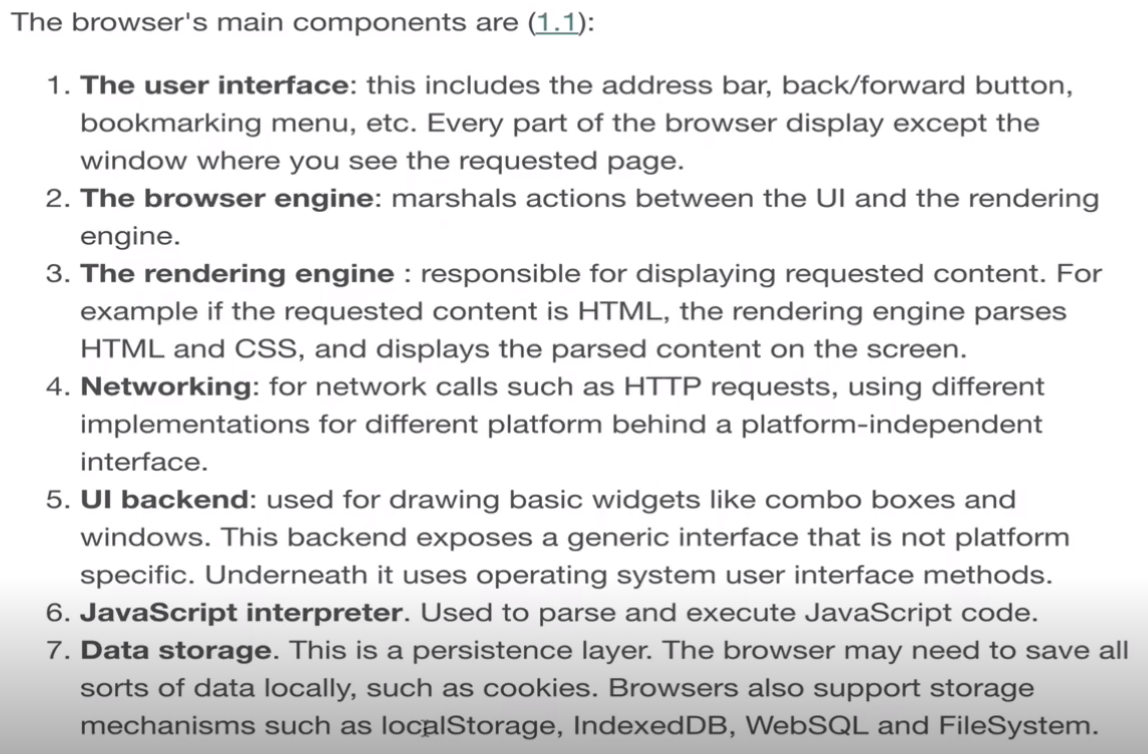 The browser's main components are (1.1):
1. The user interface: this includes the address bar, back/forward button,
bookmarking menu, etc. Every part of the browser display except the
window where you see the requested page.
2. The browser engine: marshals actions between the UI and the rendering
engine.
3. The rendering engine : responsible for displaying requested content. For
example if the requested content is HTML, the rendering engine parses
HTML and CSS, and displays the parsed content on the screen.
4. Networking: for network calls such as HTTP requests, using different
implementations for different platform behind a platform-independent
interface.
5. UI backend: used for drawing basic widgets like combo boxes and
windows. This backend exposes a generic interface that is not platform
specific. Underneath it uses operating system user interface methods.
6. JavaScript interpreter. Used to parse and execute JavaScript code.
7. Data storage. This is a persistence layer. The browser may need to save all
sorts of data locally, such as cookies. Browsers also support storage
mechanisms such as localStorage, IndexedDB, WebSQL and FileSystem.